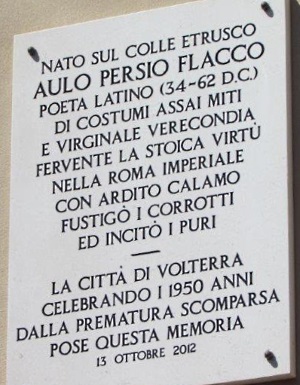 NATO SUL COLLE ETRUSCO
AULO PERSIO FLACCO
POETA LATINO (34-62 D.C.)
DI COSTUMI ASSAI MITI
E VIRGINALE VERECONDIA
FERVENTE LA STOICA VIRTÙ
NELLA ROMA IMPERIALE
CON ARDITO CALAMO
FUSTIGÒ I CORROTTI
ED INCITÒ I PURI
LA CITTÀ DI VOLTERRA
CELEBRANDO I 1950 ANNI
DALLA PREMATURA SCOMPARSA
POSE QUESTA MEMORIA
13 OTTOBRE 2012